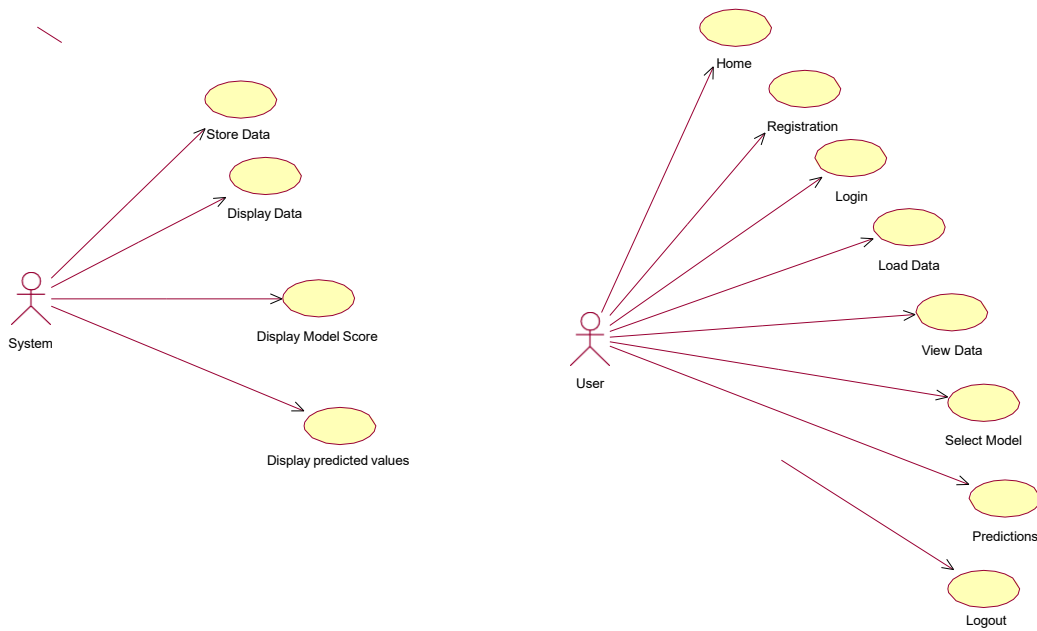 Home
Registration
Login
Load Data
View Data
Select Model
Predictions
Logout
User
Store Data
Display Data
Display Model Score
Display predicted values
System